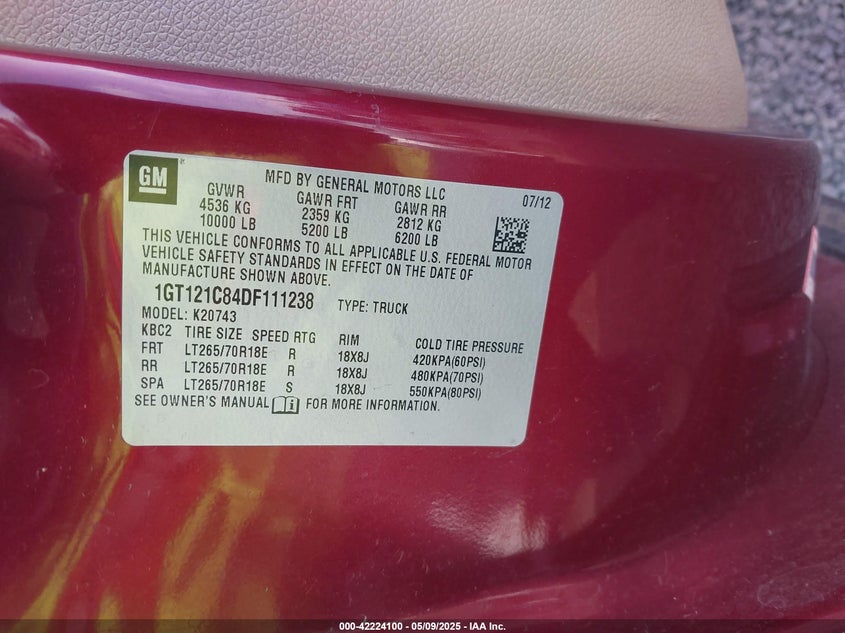 GM
MFD BY GENERAL MOTORS LLC
07/12
GVWR GAWR FRT GAWR RR
4536 KG 2359 KG 2812 KG
10000 LB 5200 LB 6200 LB
THIS VEHICLE CONFORMS TO ALL APPLICABLE U.S. FEDERAL MOTOR
VEHICLE SAFETY STANDARDS IN EFFECT ON THE DATE OF
MANUFACTURE SHOWN ABOVE.
1GT121C84DF111238 TYPE: TRUCK
MODEL: K20743
KBC2 TIRE SIZE SPEED RTG RIM COLD TIRE PRESSURE
FRT LT265/70R18E R 18X8J 420KPA(60PSI)
RR LT265/70R18E R 18X8J 480KPA(70PSI)
SPA LT265/70R18E S 18X8J 550KPA(80PSI)
SEE OWNER'S MANUAL FOR MORE INFORMATION.
000-42224100 - 05/09/2025 - IAA Inc.